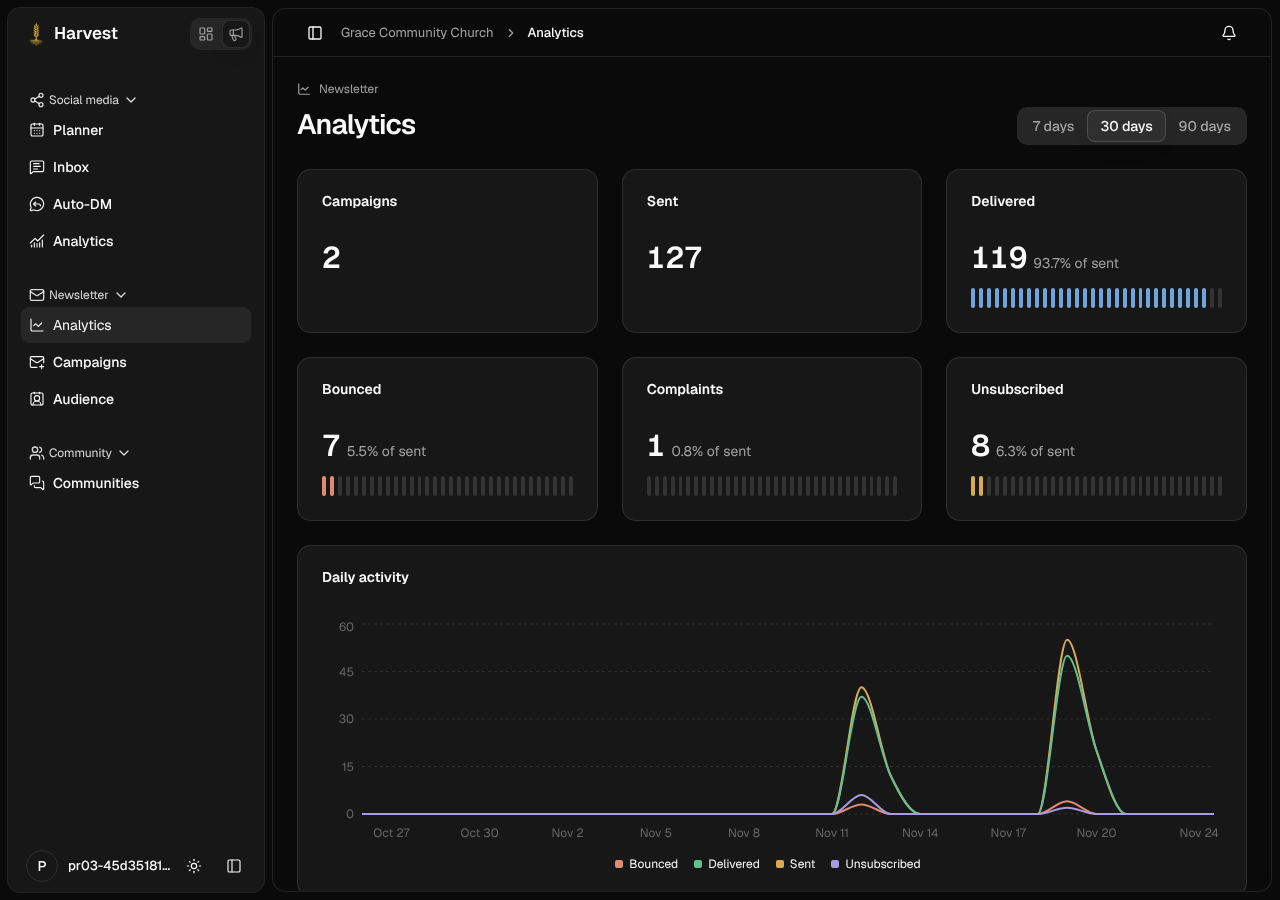 Harvest
Social media
Planner
Inbox
Auto-DM
Analytics
Newsletter
Analytics
Campaigns
Audience
Community
Communities
P
pr03-45d35181...
Grace Community Church
Analytics
Newsletter
Analytics
7 days
30 days
90 days
Campaigns
2
Sent
127
Delivered
119 93.7% of sent
Bounced
7 5.5% of sent
Complaints
1 0.8% of sent
Unsubscribed
8 6.3% of sent
Daily activity
60
45
30
15
0
Oct 27 Oct 30 Nov 2 Nov 5 Nov 8 Nov 11 Nov 14 Nov 17 Nov 20 Nov 24
Bounced Delivered Sent Unsubscribed